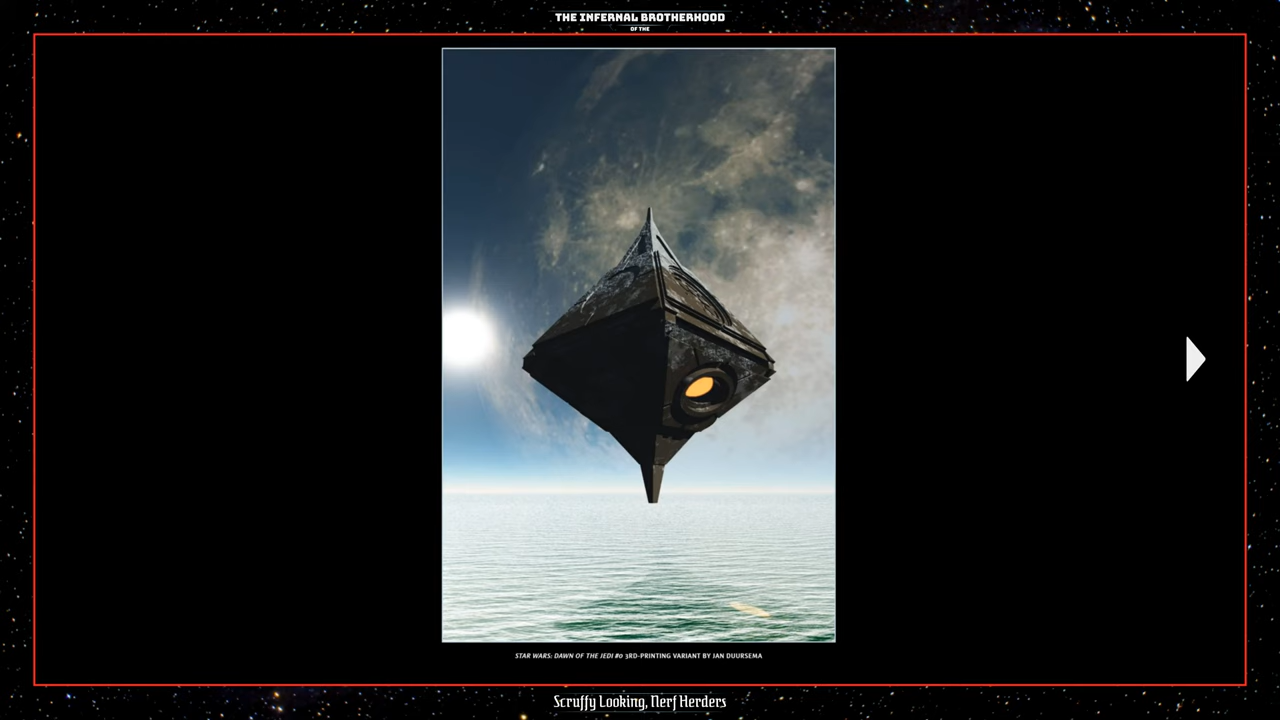 THE INFERNAL BROTHERHOOD
OF THE
STAR WARS: DAWN OF THE JEDI #0 3RD-PRINTING VARIANT BY JAN DUURSEMA
Scruffy Looking, Nerf Herders